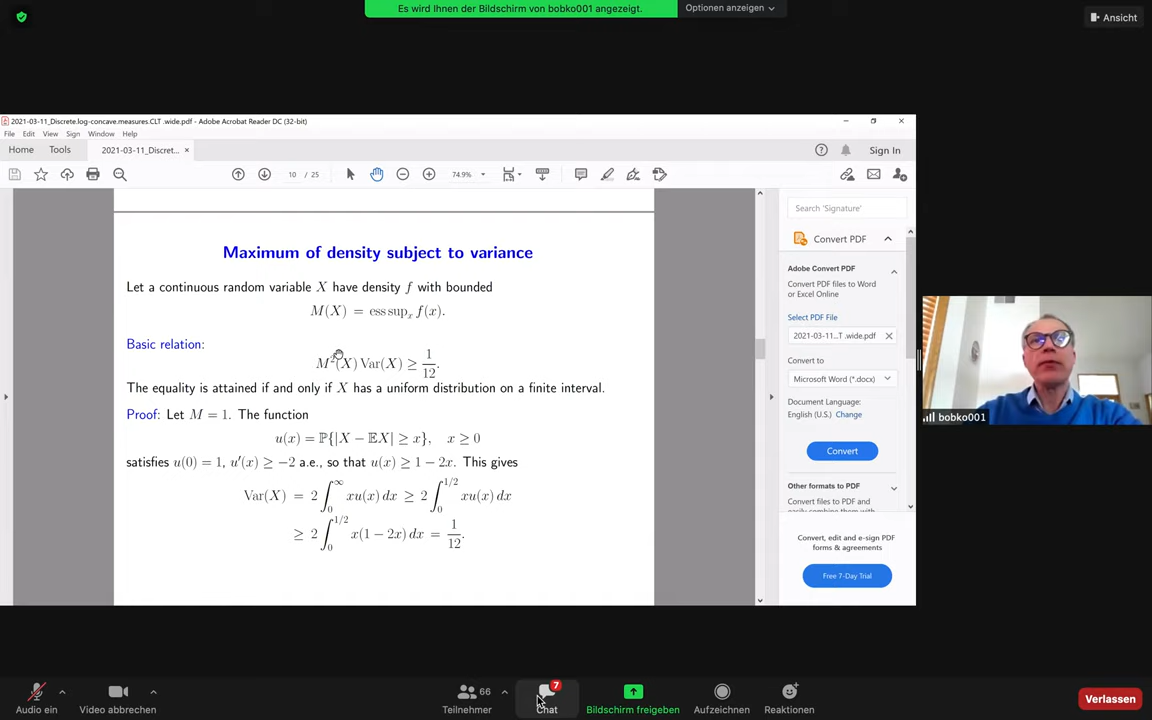 Es wird Ihnen der Bildschirm von bobko001 angezeigt.
Optionen anzeigen
Ansicht
2021-03-11_Discrete.log-concave.measures.CLT .wide.pdf - Adobe Acrobat Reader DC (32-bit)
File Edit View Sign Window Help
Home Tools 2021-03-11_Discret... × Sign In
10 / 25 74.9%
Search 'Signature'
Convert PDF
Adobe Convert PDF
Convert PDF files to Word
or Excel Online
Select PDF File
2021-03-11...T .wide.pdf
Convert to
Microsoft Word (*.docx)
Document Language:
English (U.S.) Change
Convert
Other formats to PDF
Convert, edit and e-sign PDF
forms & agreements
Free 7-Day Trial
Maximum of density subject to variance
Let a continuous random variable X have density f with bounded
M(X) = ess sup_x f(x).
Basic relation:
M²(X) Var(X) ≥ 1/12.
The equality is attained if and only if X has a uniform distribution on a finite interval.
Proof: Let M = 1. The function
u(x) = ℙ{|X − 𝔼X| ≥ x}, x ≥ 0
satisfies u(0) = 1, u′(x) ≥ −2 a.e., so that u(x) ≥ 1 − 2x. This gives
Var(X) = 2 ∫_0^∞ xu(x) dx ≥ 2 ∫_0^{1/2} xu(x) dx
≥ 2 ∫_0^{1/2} x(1 − 2x) dx = 1/12.
bobko001
Audio ein
Video abbrechen
66
Teilnehmer
7
Chat
Bildschirm freigeben
Aufzeichnen
Reaktionen
Verlassen